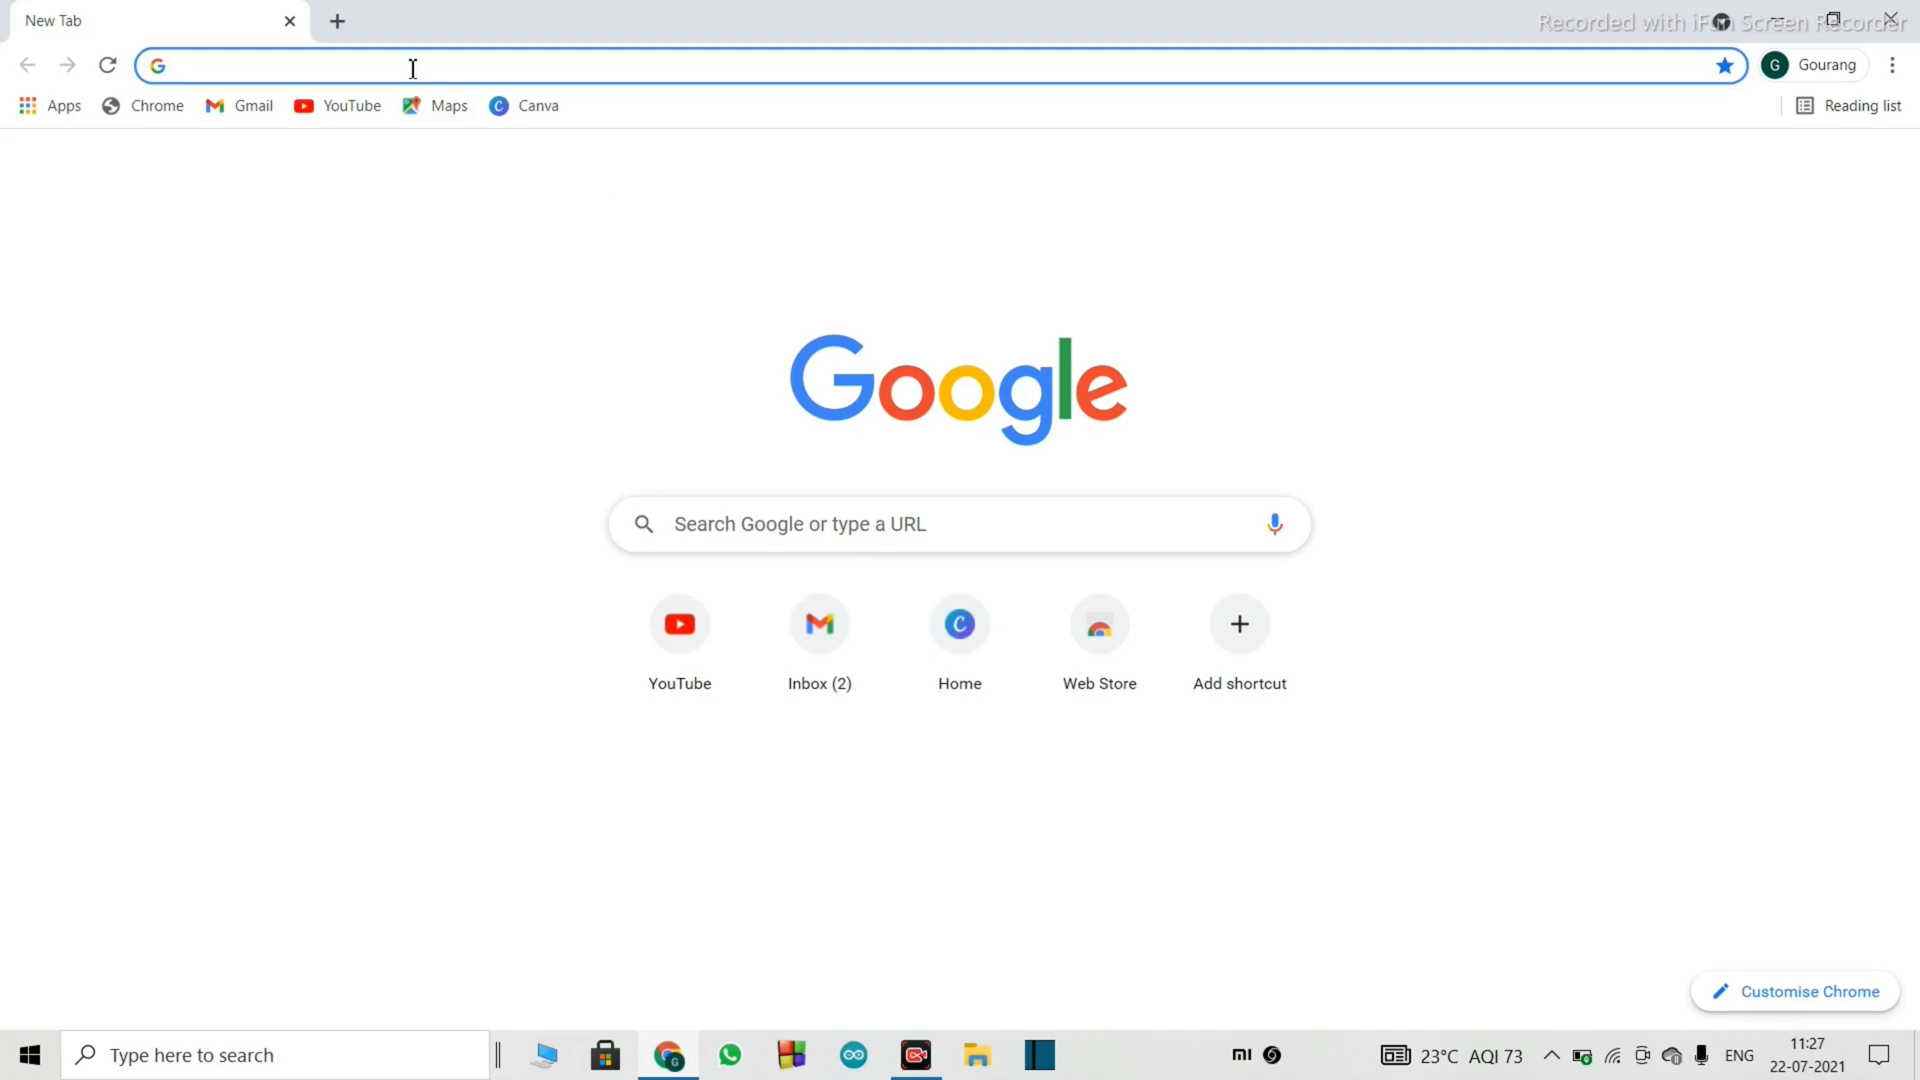 New Tab
Recorded with iFun Screen Recorder
G Gourang
Apps Chrome Gmail YouTube Maps Canva Reading list
Google
Search Google or type a URL
YouTube Inbox (2) Home Web Store Add shortcut
Customise Chrome
Type here to search
mi
23°C AQI 73
ENG
11:27
22-07-2021